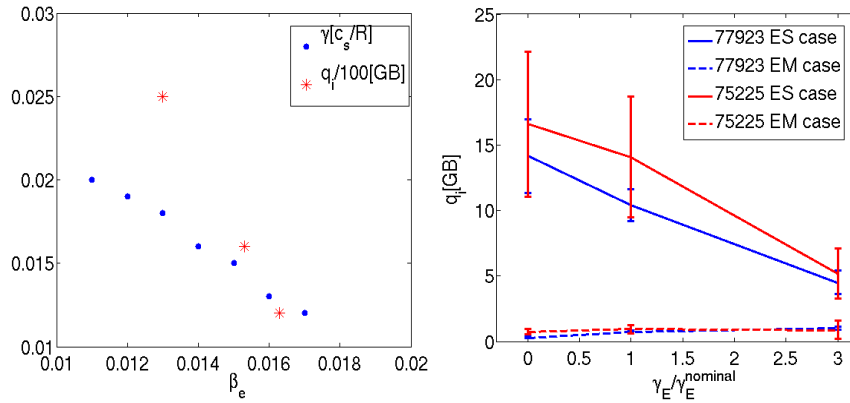 0.03
0.025
0.02
0.015
0.01
0.01
0.012
0.014
0.016
0.018
0.02
β_e
γ[c_s/R]
q_i/100[GB]
25
20
15
10
5
0
q_i[GB]
0
0.5
1
1.5
2
2.5
3
γ_E/γ_E^nominal
77923 ES case
77923 EM case
75225 ES case
75225 EM case